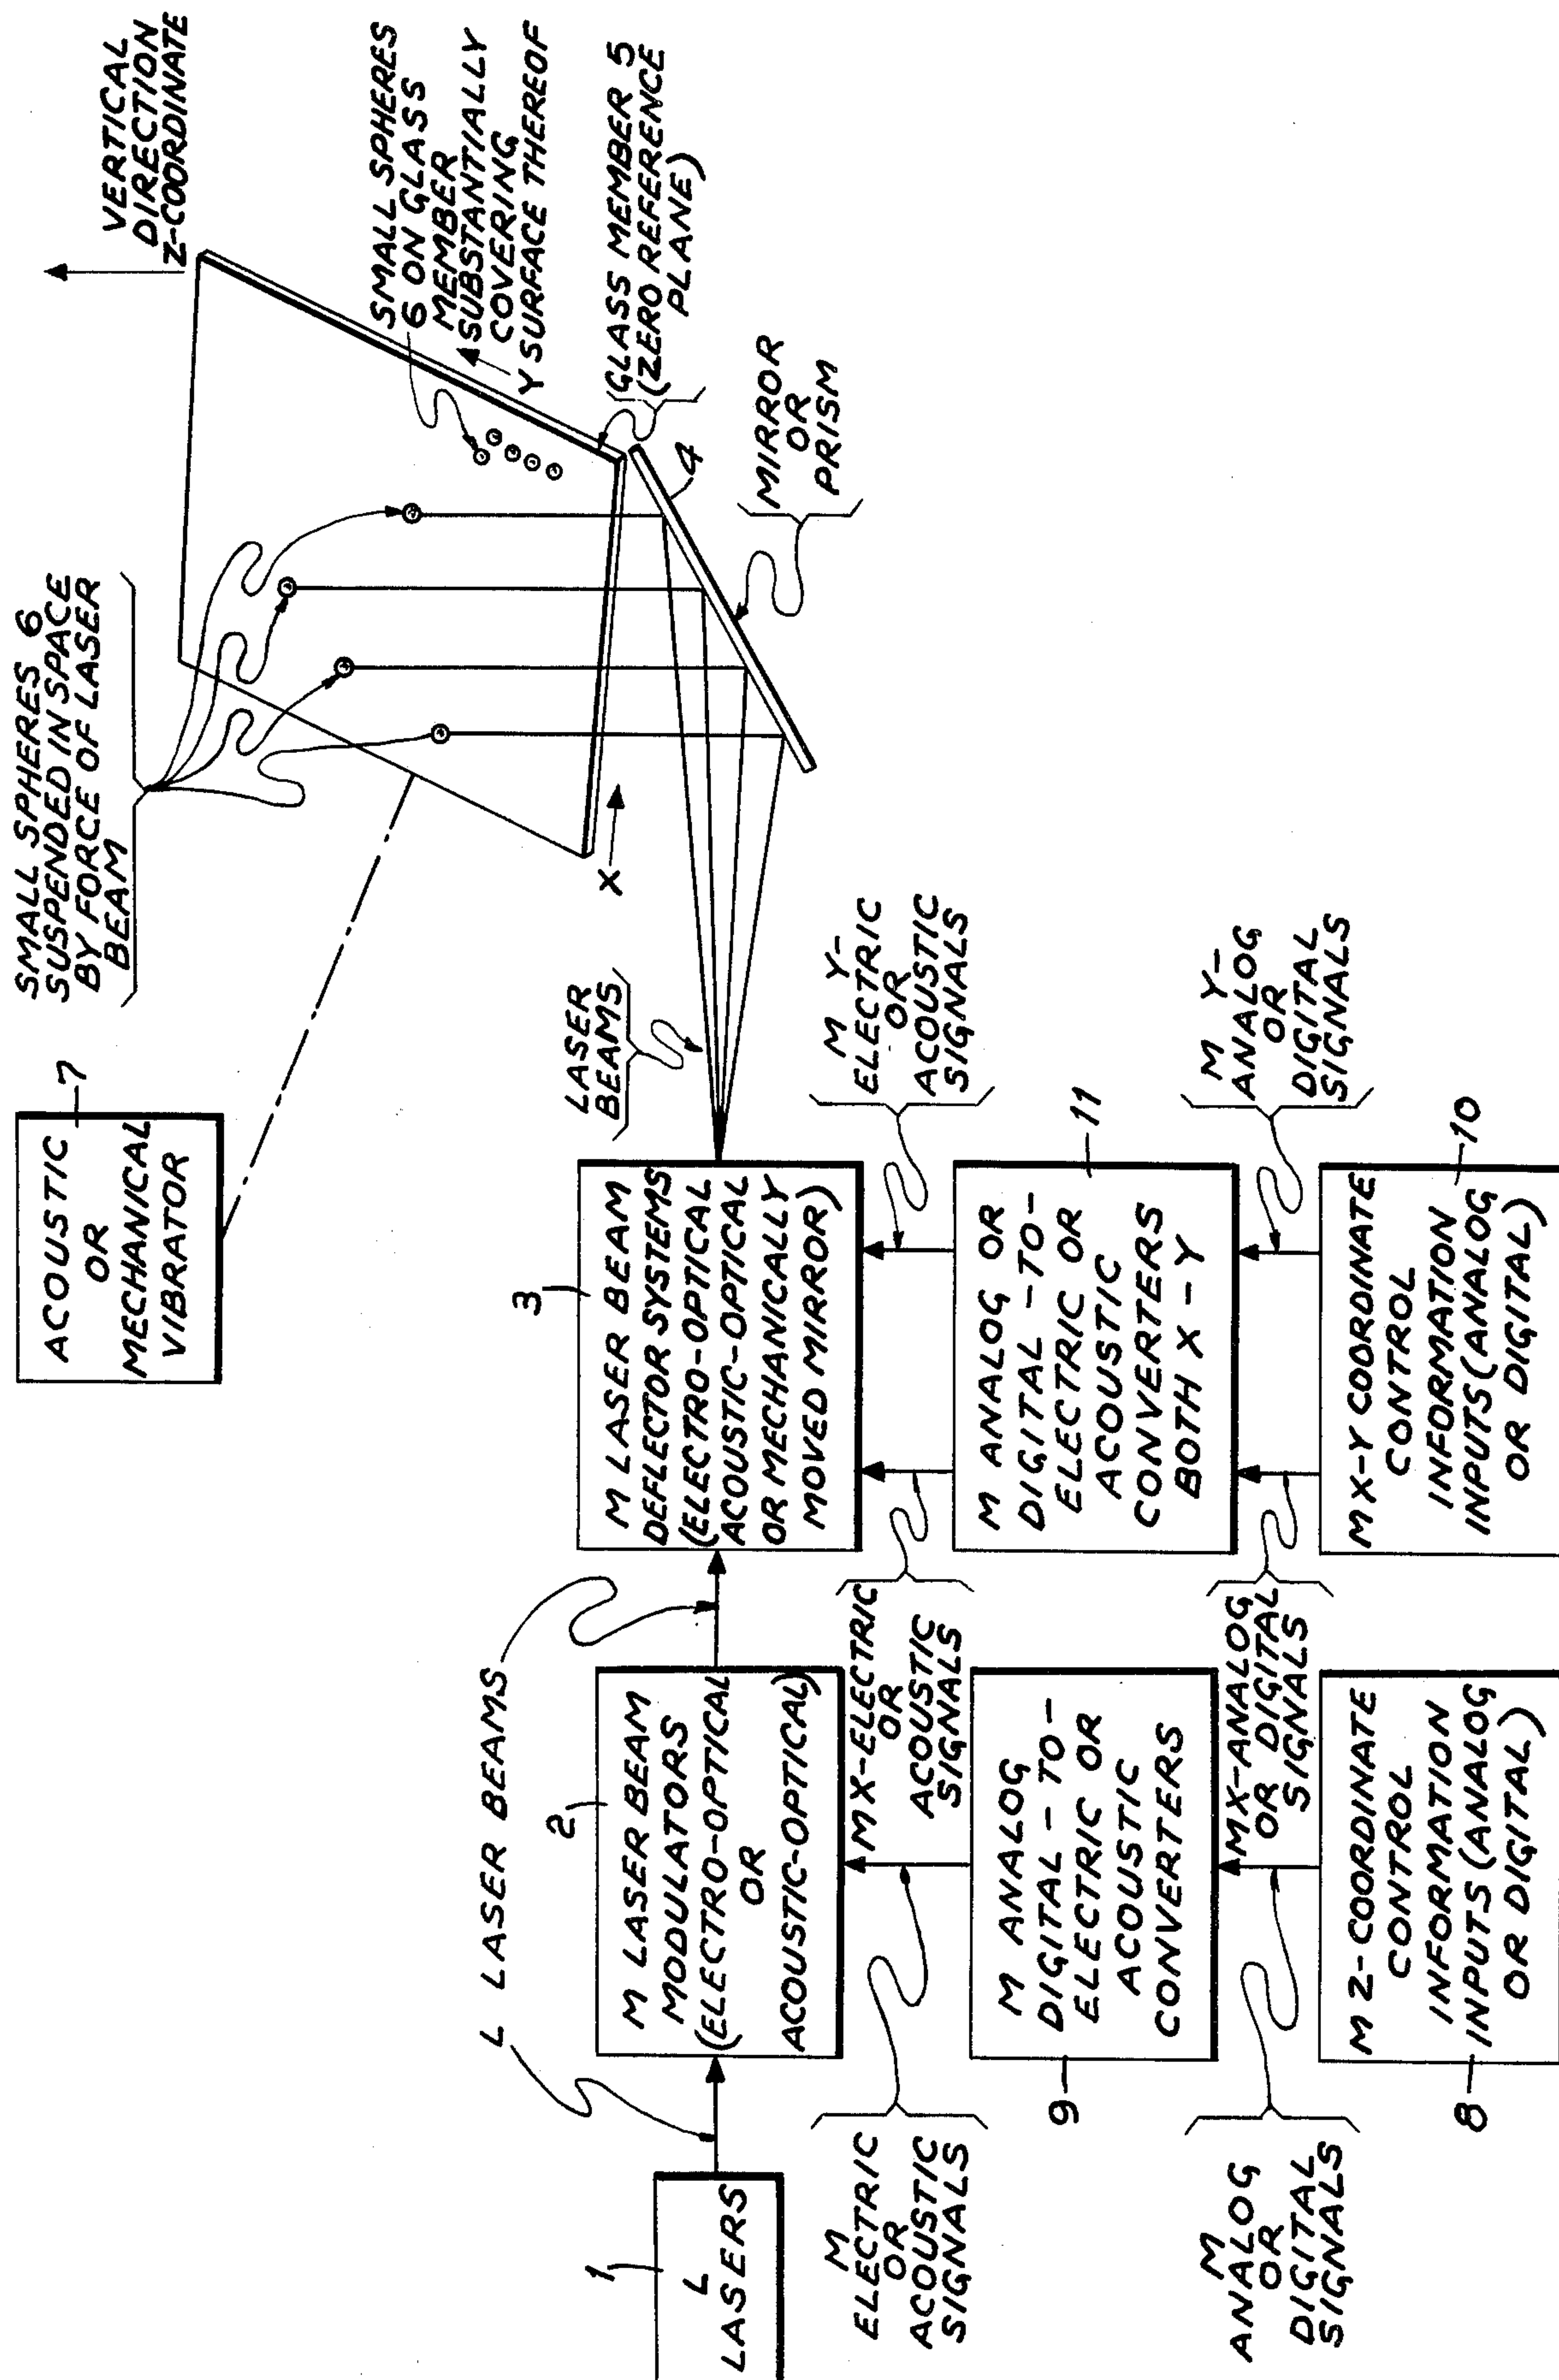 ACOUSTIC
OR
MECHANICAL
VIBRATOR
7
SMALL SPHERES 6
SUSPENDED IN SPACE
BY FORCE OF LASER
BEAM
VERTICAL
DIRECTION
Z-COORDINATE
SMALL SPHERES
6 ON GLASS
MEMBER
SUBSTANTIALLY
COVERING
SURFACE THEREOF
Y
GLASS MEMBER 5
(ZERO REFERENCE
PLANE)
X
4
MIRROR
OR
PRISM
LASER
BEAMS
L LASER BEAMS
1
L
LASERS
2
M LASER BEAM
MODULATORS
(ELECTRO-OPTICAL
OR
ACOUSTIC-OPTICAL)
3
M LASER BEAM
DEFLECTOR SYSTEMS
(ELECTRO-OPTICAL
ACOUSTIC-OPTICAL
OR MECHANICALLY
MOVED MIRROR)
M
ELECTRIC
OR
ACOUSTIC
SIGNALS
MX-ELECTRIC
OR
ACOUSTIC
SIGNALS
M Y-
ELECTRIC
OR
ACOUSTIC
SIGNALS
9
M ANALOG
DIGITAL-TO-
ELECTRIC OR
ACOUSTIC
CONVERTERS
M ANALOG OR
DIGITAL-TO-
ELECTRIC OR
ACOUSTIC
CONVERTERS
BOTH X-Y
11
M
ANALOG
OR
DIGITAL
SIGNALS
MX-ANALOG
OR DIGITAL
SIGNALS
M Y-
ANALOG
OR
DIGITAL
SIGNALS
8
M Z-COORDINATE
CONTROL
INFORMATION
INPUTS (ANALOG
OR DIGITAL)
MX-Y COORDINATE
CONTROL
INFORMATION
INPUTS (ANALOG
OR DIGITAL)
10